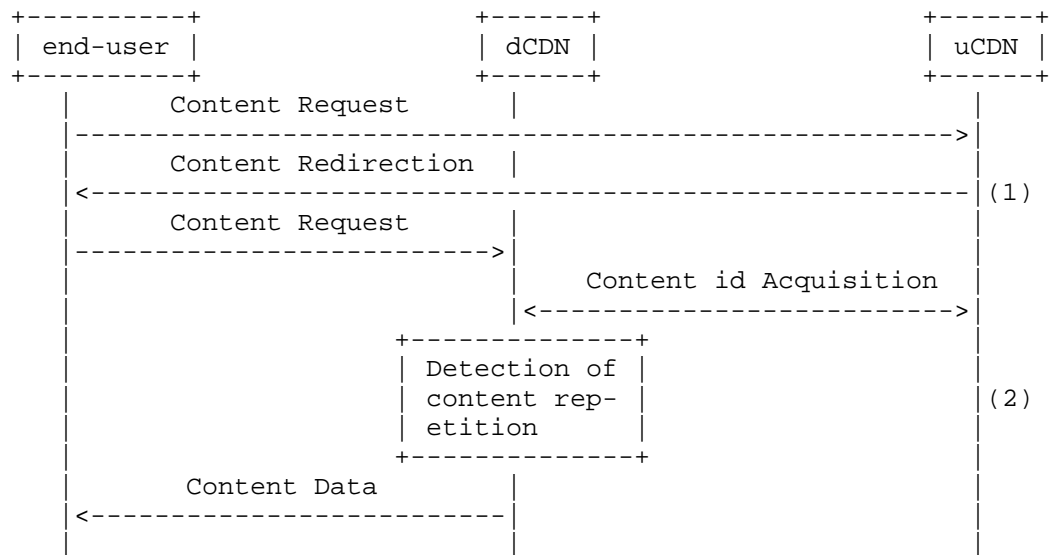 end-user dCDN uCDN
Content Request
Content Redirection
(1)
Content Request
Content id Acquisition
Detection of
content rep-
(2)
etition
Content Data